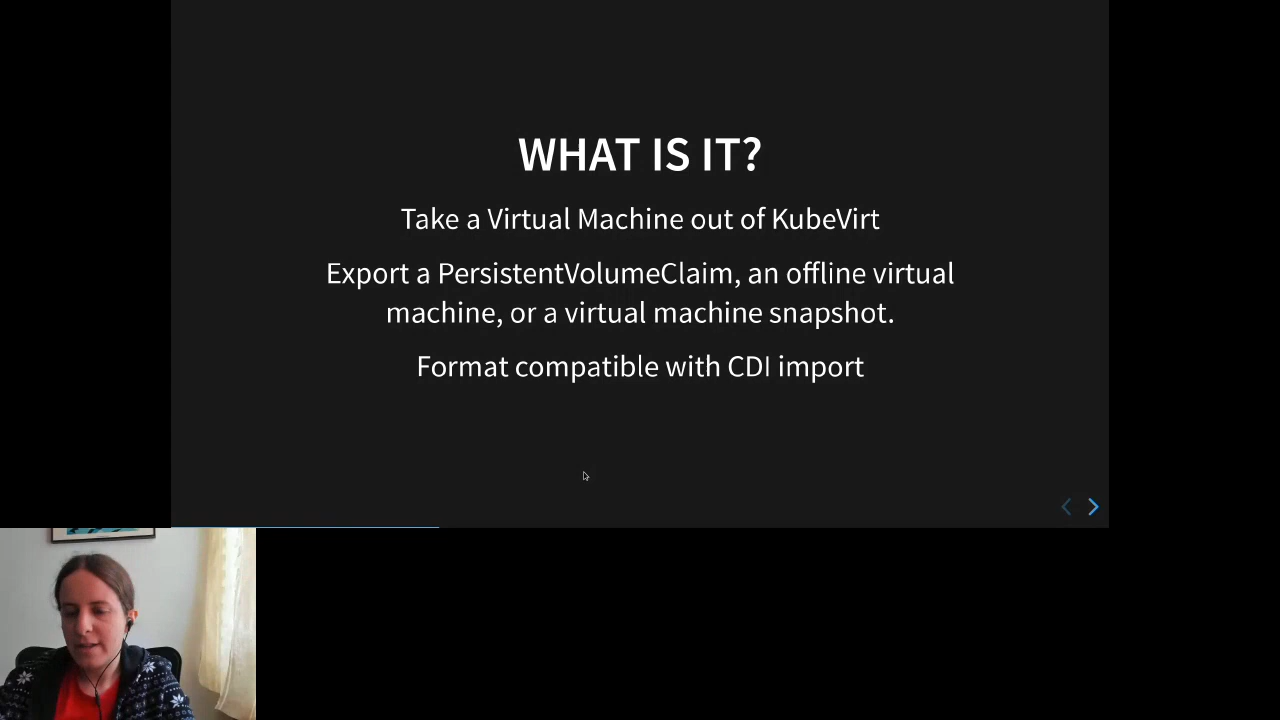 WHAT IS IT?
Take a Virtual Machine out of KubeVirt
Export a PersistentVolumeClaim, an offline virtual
machine, or a virtual machine snapshot.
Format compatible with CDI import